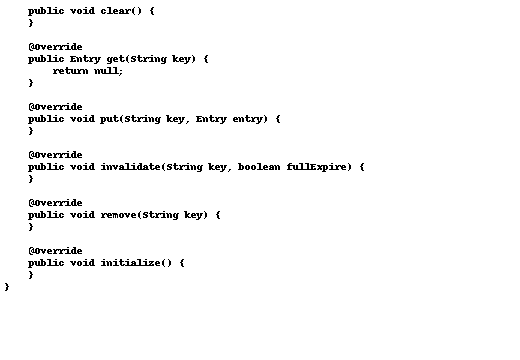 public void clear() {
    }

    @Override
    public Entry get(String key) {
        return null;
    }

    @Override
    public void put(String key, Entry entry) {
    }

    @Override
    public void invalidate(String key, boolean fullExpire) {
    }

    @Override
    public void remove(String key) {
    }

    @Override
    public void initialize() {
    }
}